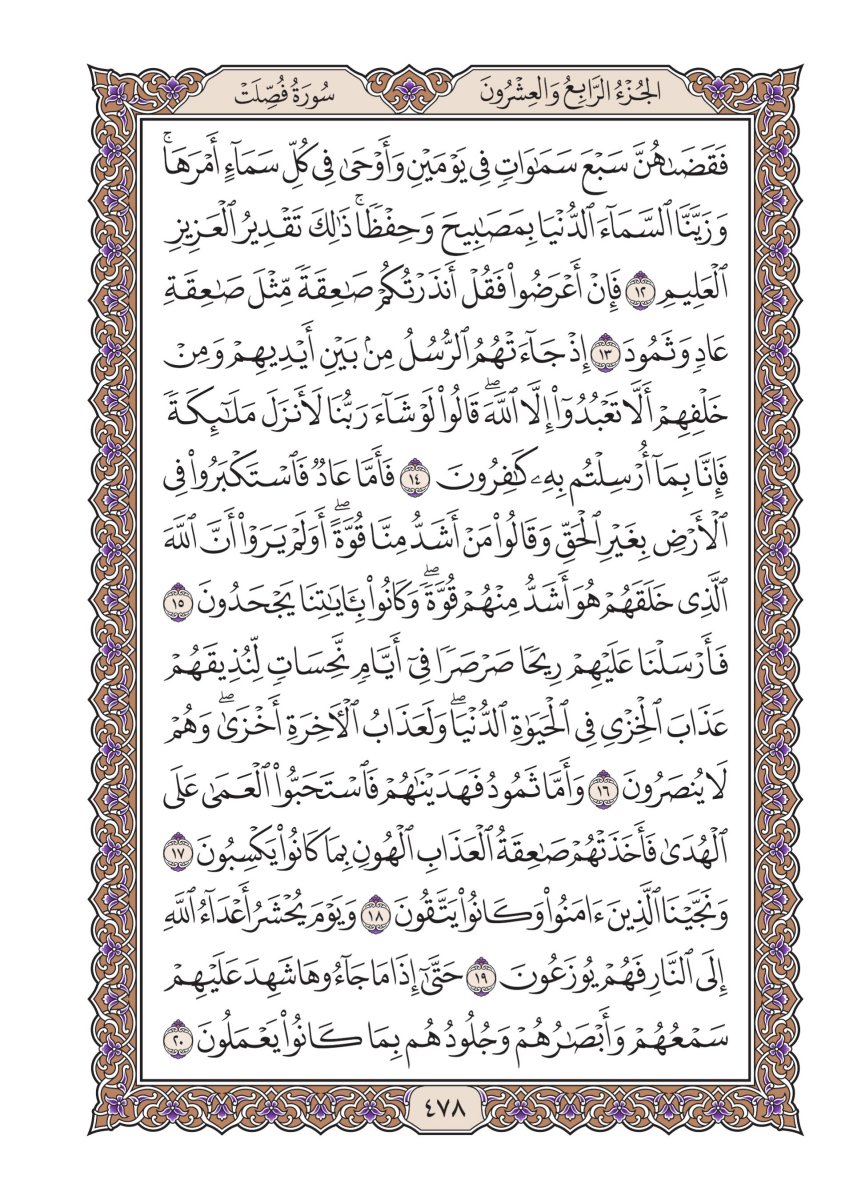 الجُزْءُ الرَّابِعُ وَالعِشْرُونَ
سُورَةُ فُصِّلَتْ
فَقَضَىٰهُنَّ سَبْعَ سَمَٰوَاتٖ فِي يَوْمَيْنِ وَأَوْحَىٰ فِي كُلِّ سَمَآءٍ أَمْرَهَاۚ
وَزَيَّنَّا ٱلسَّمَآءَ ٱلدُّنْيَا بِمَصَٰبِيحَ وَحِفْظٗاۚ ذَٰلِكَ تَقْدِيرُ ٱلْعَزِيزِ
ٱلْعَلِيمِ ١٢ فَإِنْ أَعْرَضُوا۟ فَقُلْ أَنذَرْتُكُمْ صَٰعِقَةٗ مِّثْلَ صَٰعِقَةِ
عَادٖ وَثَمُودَ ١٣ إِذْ جَآءَتْهُمُ ٱلرُّسُلُ مِنۢ بَيْنِ أَيْدِيهِمْ وَمِنْ
خَلْفِهِمْ أَلَّا تَعْبُدُوٓا۟ إِلَّا ٱللَّهَۖ قَالُوا۟ لَوْ شَآءَ رَبُّنَا لَأَنزَلَ مَلَٰٓئِكَةٗ
فَإِنَّا بِمَآ أُرْسِلْتُم بِهِۦ كَٰفِرُونَ ١٤ فَأَمَّا عَادٞ فَٱسْتَكْبَرُوا۟ فِي
ٱلْأَرْضِ بِغَيْرِ ٱلْحَقِّ وَقَالُوا۟ مَنْ أَشَدُّ مِنَّا قُوَّةًۖ أَوَلَمْ يَرَوْا۟ أَنَّ ٱللَّهَ
ٱلَّذِي خَلَقَهُمْ هُوَ أَشَدُّ مِنْهُمْ قُوَّةٗۖ وَكَانُوا۟ بِـَٔايَٰتِنَا يَجْحَدُونَ ١٥
فَأَرْسَلْنَا عَلَيْهِمْ رِيحٗا صَرْصَرٗا فِيٓ أَيَّامٖ نَّحِسَاتٖ لِّنُذِيقَهُمْ
عَذَابَ ٱلْخِزْيِ فِي ٱلْحَيَوٰةِ ٱلدُّنْيَاۖ وَلَعَذَابُ ٱلْـَٔاخِرَةِ أَخْزَىٰۖ وَهُمْ
لَا يُنصَرُونَ ١٦ وَأَمَّا ثَمُودُ فَهَدَيْنَٰهُمْ فَٱسْتَحَبُّوا۟ ٱلْعَمَىٰ عَلَى
ٱلْهُدَىٰ فَأَخَذَتْهُمْ صَٰعِقَةُ ٱلْعَذَابِ ٱلْهُونِ بِمَا كَانُوا۟ يَكْسِبُونَ ١٧
وَنَجَّيْنَا ٱلَّذِينَ ءَامَنُوا۟ وَكَانُوا۟ يَتَّقُونَ ١٨ وَيَوْمَ يُحْشَرُ أَعْدَآءُ ٱللَّهِ
إِلَى ٱلنَّارِ فَهُمْ يُوزَعُونَ ١٩ حَتَّىٰٓ إِذَا مَا جَآءُوهَا شَهِدَ عَلَيْهِمْ
سَمْعُهُمْ وَأَبْصَٰرُهُمْ وَجُلُودُهُم بِمَا كَانُوا۟ يَعْمَلُونَ ٢٠
٤٧٨